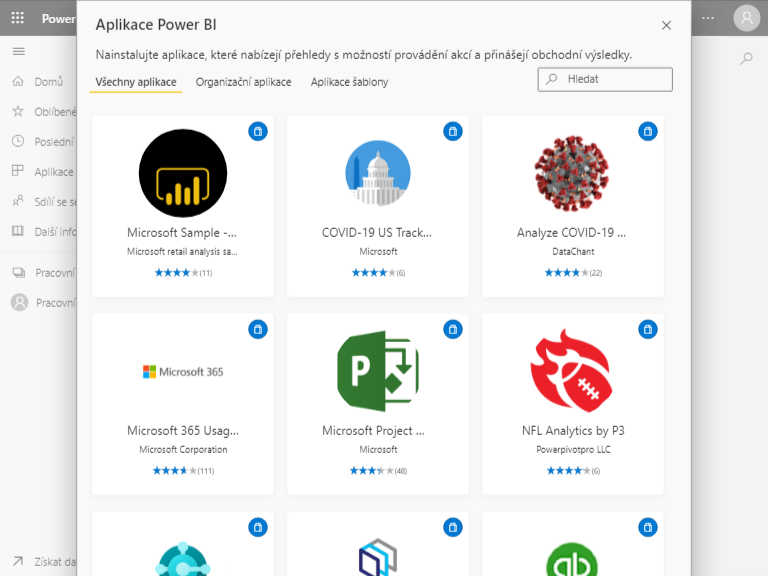 Power
Aplikace Power BI
Nainstalujte aplikace, které nabízejí přehledy s možností provádění akcí a přinášejí obchodní výsledky.
Všechny aplikace Organizační aplikace Aplikace šablony Hledat
Domů
Oblíbené
Poslední
Aplikace
Sdílí se se
Další info
Pracovní
Pracovní
Získat da
Microsoft Sample -...
Microsoft retail analysis sa...
(11)
COVID-19 US Track...
Microsoft
(6)
Analyze COVID-19 ...
DataChant
(22)
Microsoft 365
Microsoft 365 Usag...
Microsoft Corporation
(111)
P
Microsoft Project ...
Microsoft
(48)
NFL Analytics by P3
Powerpivotpro LLC
(6)
qb